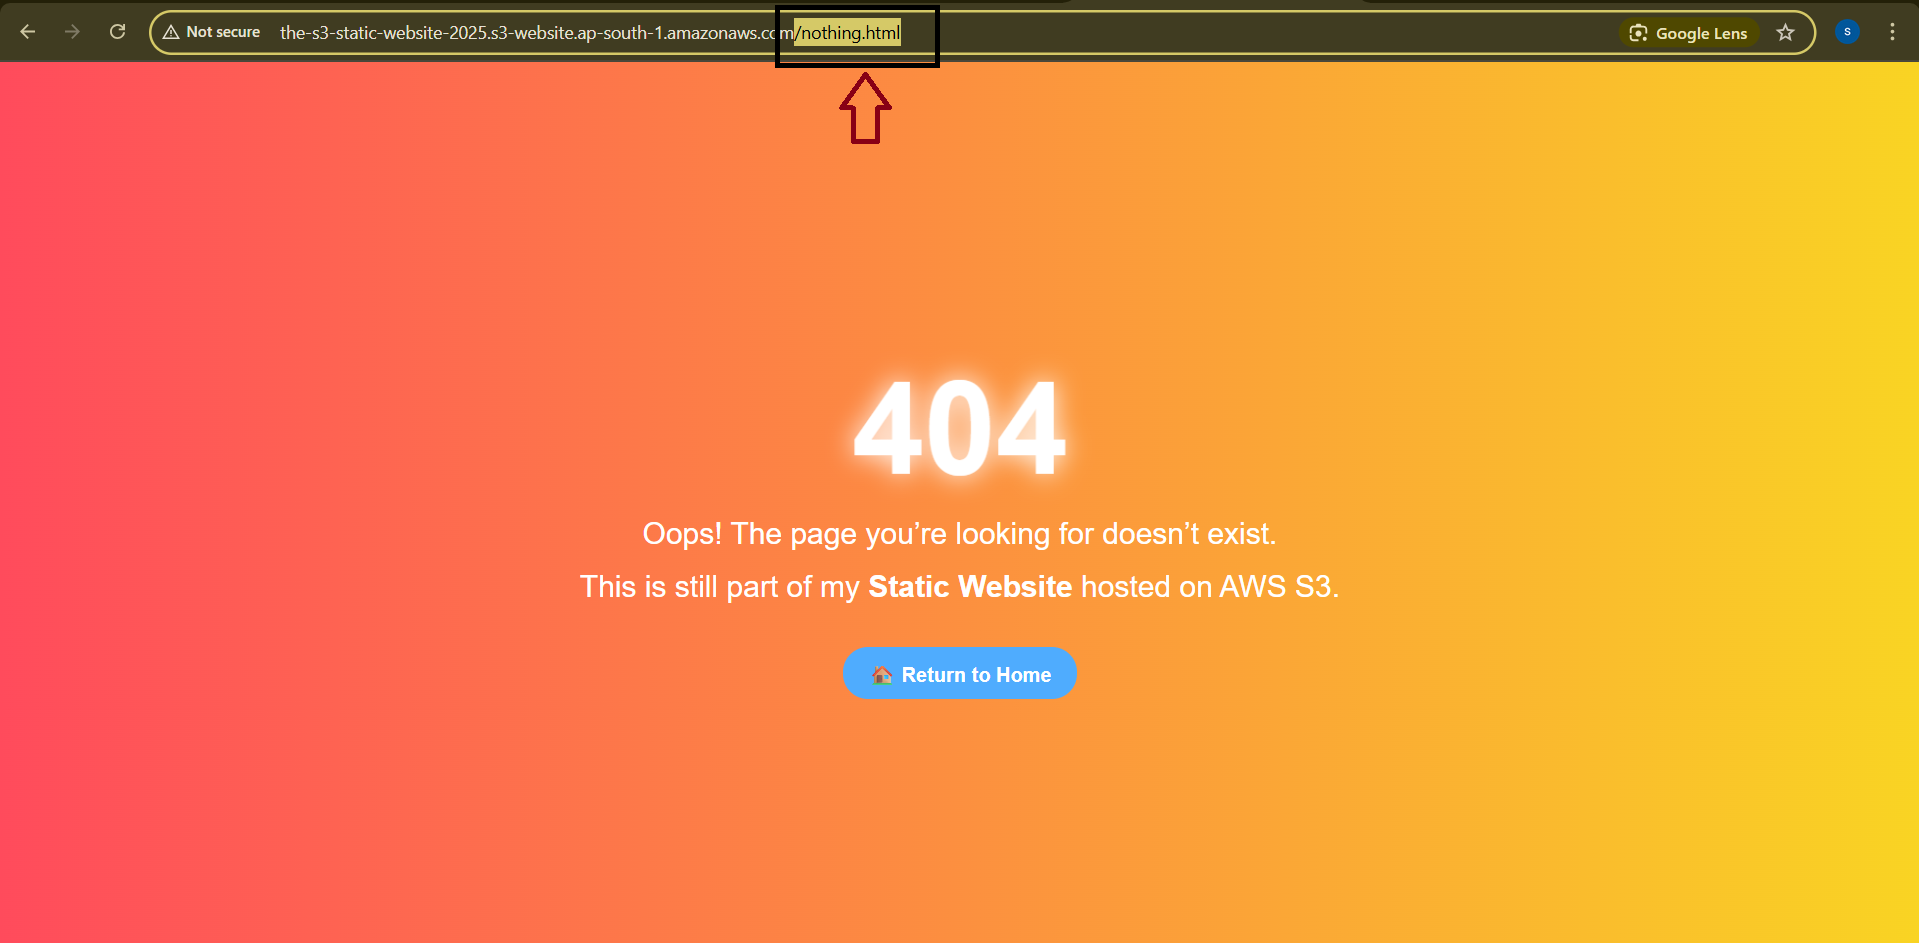 Not secure the-s3-static-website-2025.s3-website.ap-south-1.amazonaws.com/nothing.html Google Lens S
404
Oops! The page you’re looking for doesn’t exist.
This is still part of my Static Website hosted on AWS S3.
🏠 Return to Home